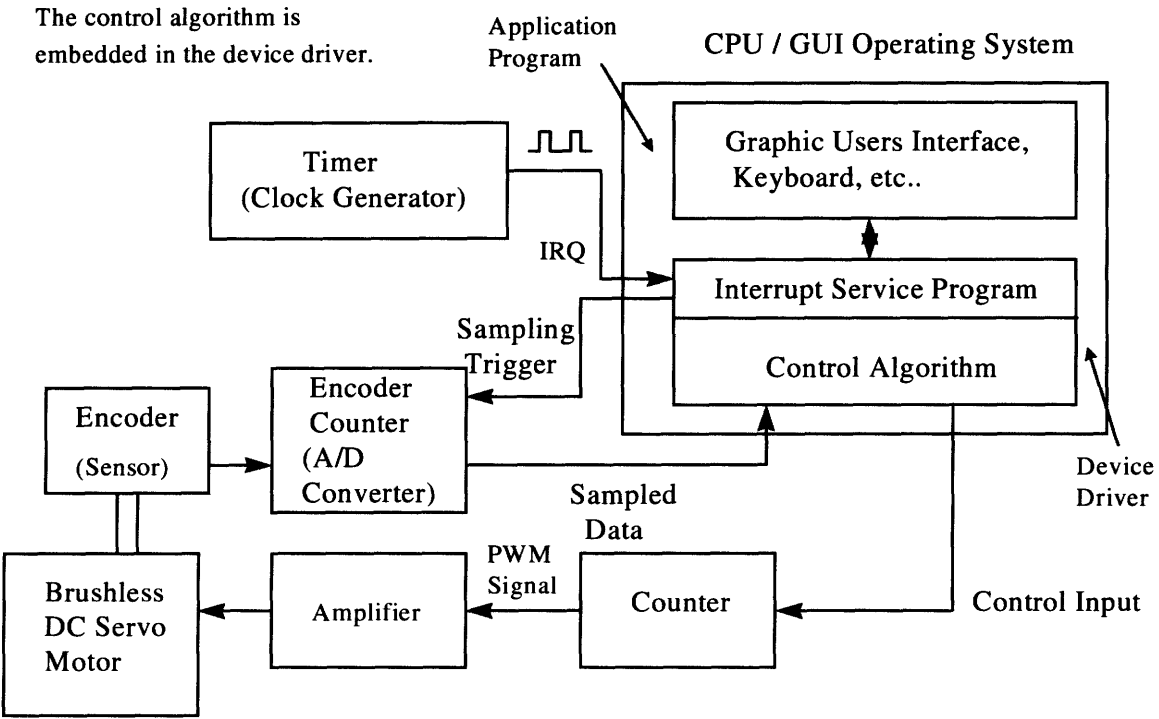 The control algorithm is
embedded in the device driver.
Application
Program
CPU / GUI Operating System
Timer
(Clock Generator)
Graphic Users Interface,
Keyboard, etc..
IRQ
Interrupt Service Program
Sampling
Trigger
Control Algorithm
Encoder
(Sensor)
Encoder
Counter
(A/D
Converter)
Device
Driver
Sampled
Data
PWM
Signal
Brushless
DC Servo
Motor
Amplifier
Counter
Control Input